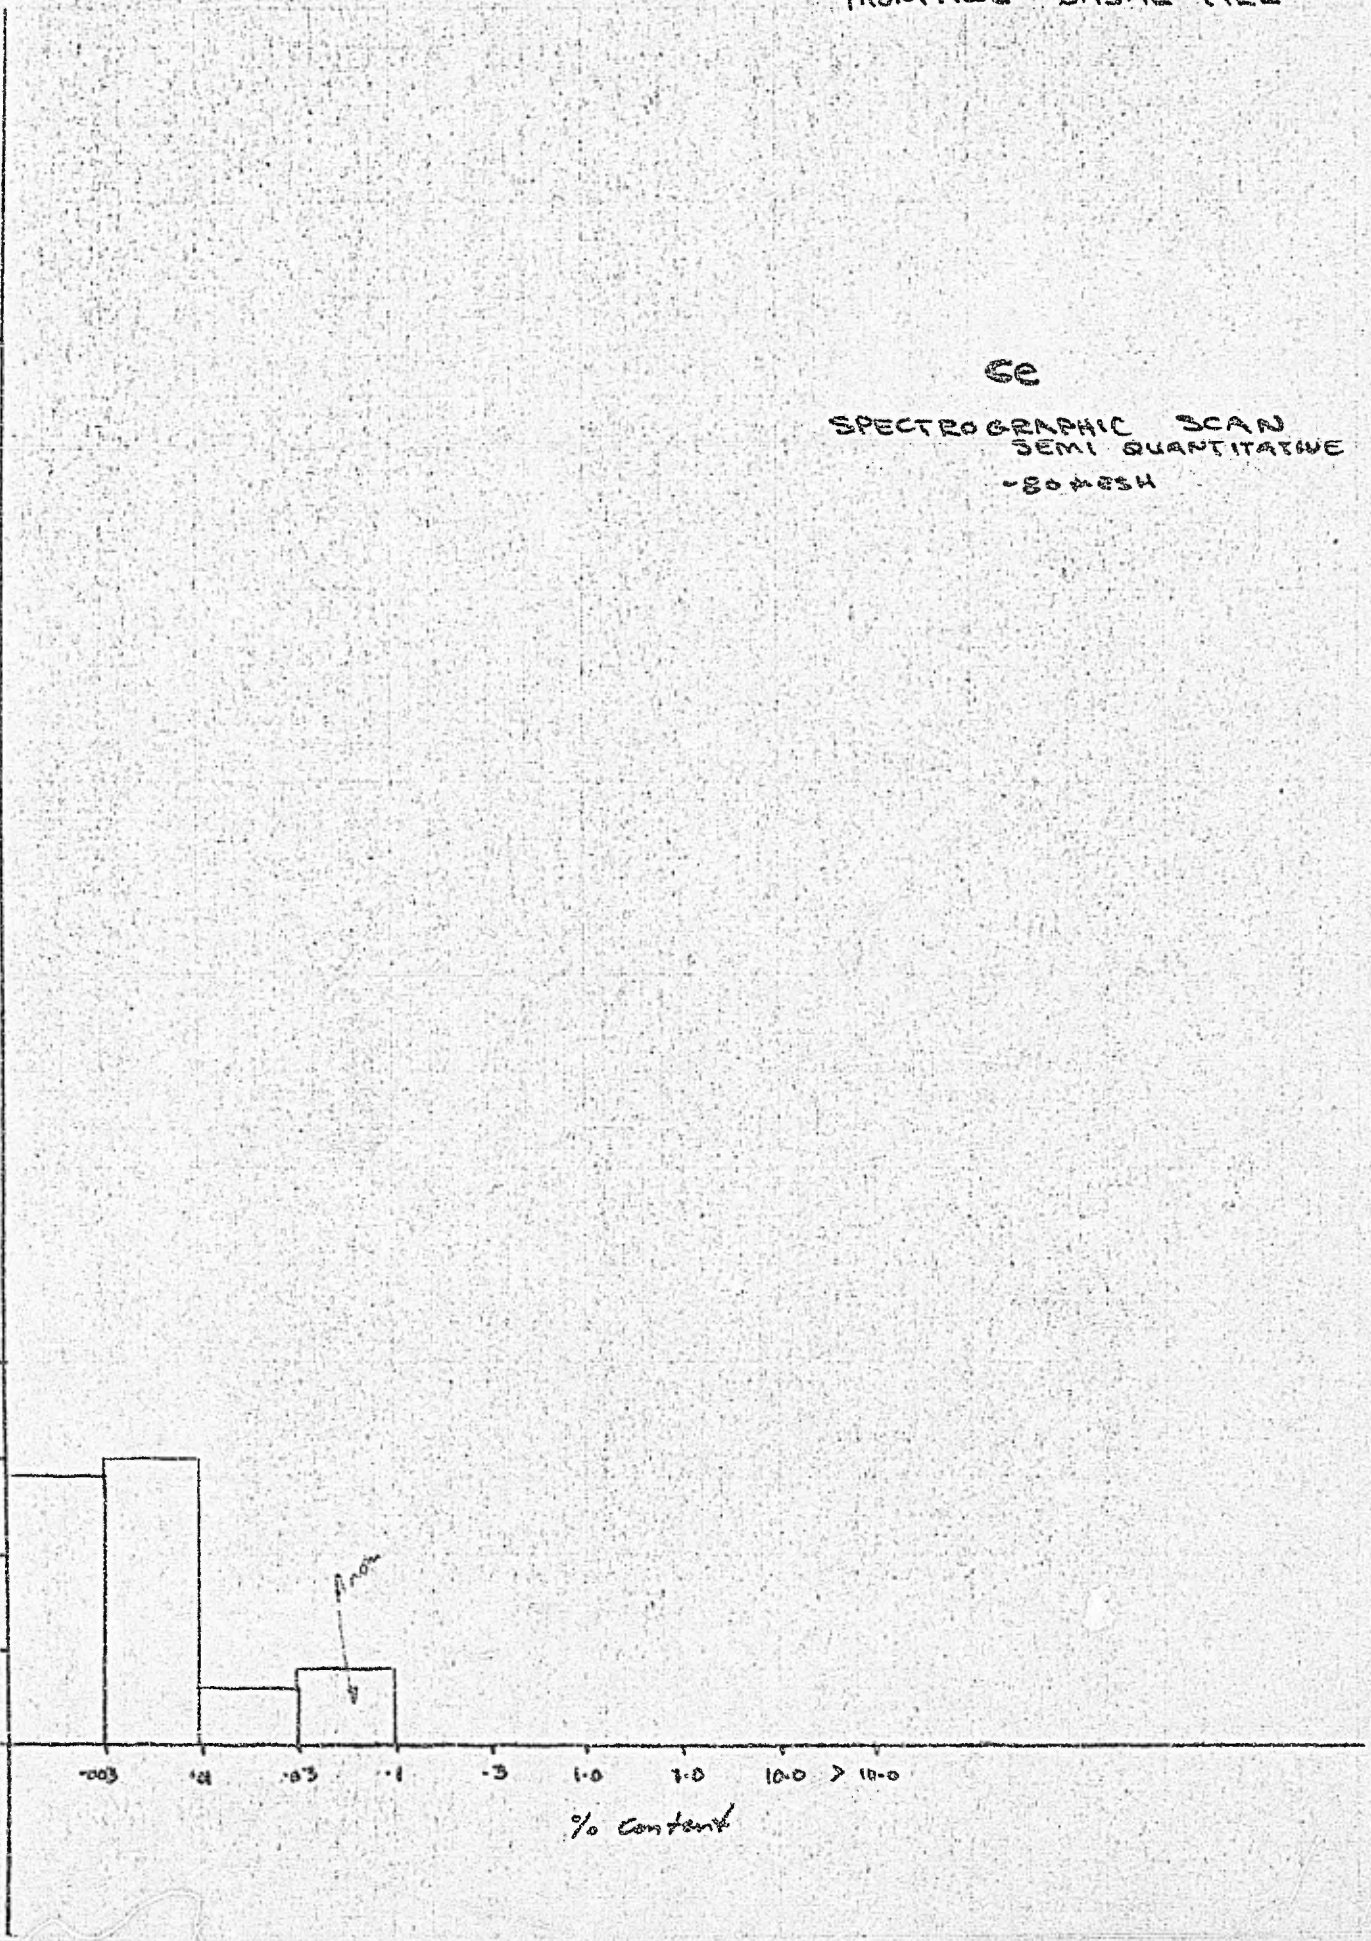 Ce
SPECTROGRAPHIC SCAN
SEMI QUANTITATIVE
-80 MESH
Anom
.003 .01 .03 .1 .3 1.0 3.0 10.0 > 10.0
% Content